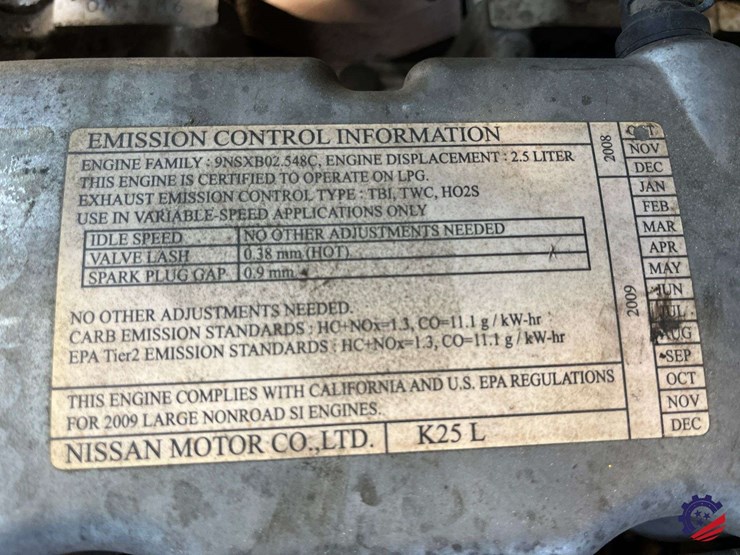 EMISSION CONTROL INFORMATION
ENGINE FAMILY : 9NSXB02.548C, ENGINE DISPLACEMENT : 2.5 LITER
THIS ENGINE IS CERTIFIED TO OPERATE ON LPG.
EXHAUST EMISSION CONTROL TYPE : TBI, TWC, HO2S
USE IN VARIABLE-SPEED APPLICATIONS ONLY
IDLE SPEED NO OTHER ADJUSTMENTS NEEDED
VALVE LASH 0.38 mm (HOT)
SPARK PLUG GAP 0.9 mm
NO OTHER ADJUSTMENTS NEEDED.
CARB EMISSION STANDARDS : HC+NOx=1.3, CO=11.1 g / kW-hr
EPA Tier2 EMISSION STANDARDS : HC+NOx=1.3, CO=11.1 g / kW-hr
THIS ENGINE COMPLIES WITH CALIFORNIA AND U.S. EPA REGULATIONS
FOR 2009 LARGE NONROAD SI ENGINES.
NISSAN MOTOR CO.,LTD. K25 L
2008
OCT
NOV
DEC
2009
JAN
FEB
MAR
APR
MAY
JUN
JUL
AUG
SEP
OCT
NOV
DEC